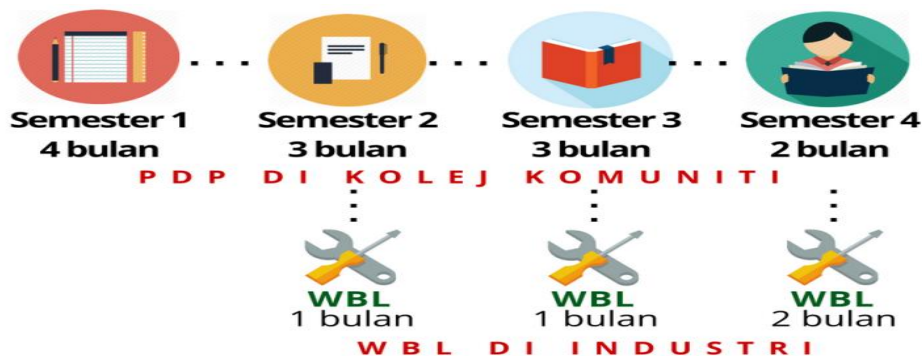 Semester 1 Semester 2 Semester 3 Semester 4
4 bulan 3 bulan 3 bulan 2 bulan
PDP DI KOLEJ KOMUNITI
WBL WBL WBL
1 bulan 1 bulan 2 bulan
WBL DI INDUSTRI